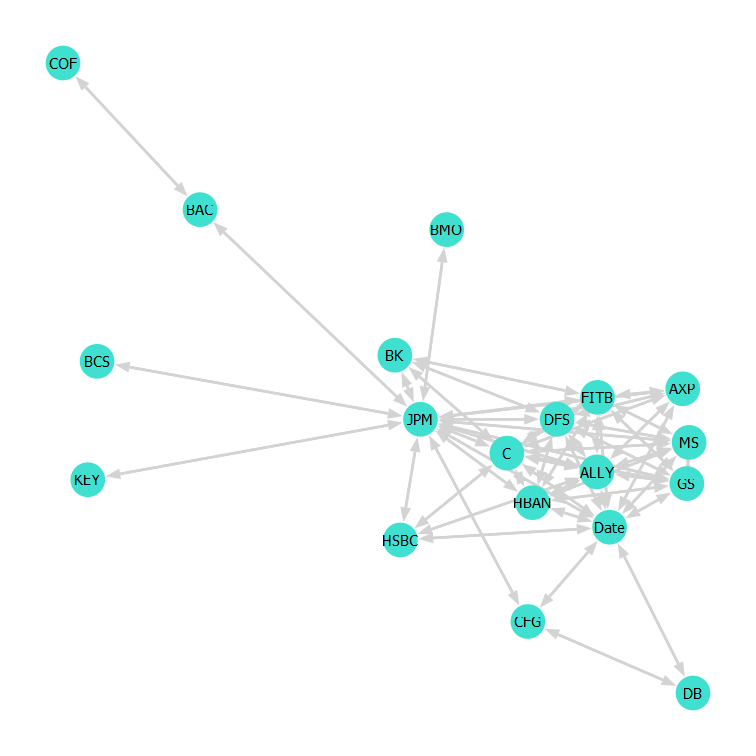 COF
BAC
BMO
BK
BCS
AXP
FITB
DFS
JPM
MS
C
ALLY
KEY
GS
HBAN
Date
HSBC
CFG
DB